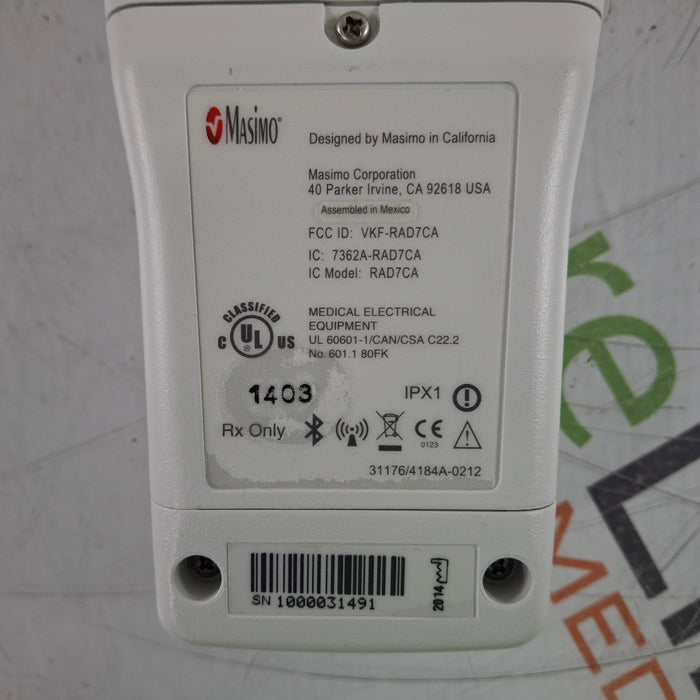 MASIMO®
Designed by Masimo in California
Masimo Corporation
40 Parker Irvine, CA 92618 USA
Assembled in Mexico
FCC ID: VKF-RAD7CA
IC: 7362A-RAD7CA
IC Model: RAD7CA
CLASSIFIED
C UL ® US
MEDICAL ELECTRICAL
EQUIPMENT
UL 60601-1/CAN/CSA C22.2
No. 601.1 80FK
1403
IPX1
Rx Only
CE
0123
31176/4184A-0212
SN 1000031491
2014
re
MED